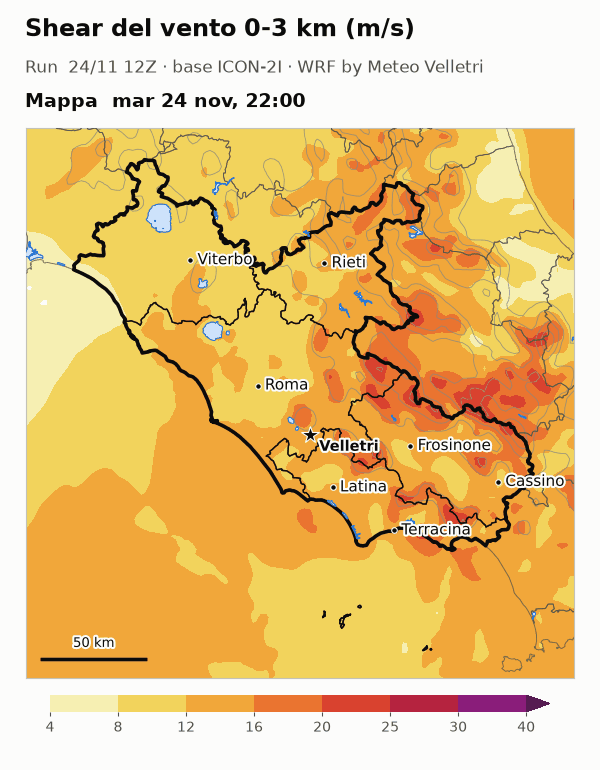 Shear del vento 0-3 km (m/s)
Run  24/11 12Z · base ICON-2I · WRF by Meteo Velletri
Mappa  mar 24 nov, 22:00
Viterbo
Rieti
Roma
Velletri
Frosinone
Latina
Cassino
Terracina
50 km
4 8 12 16 20 25 30 40